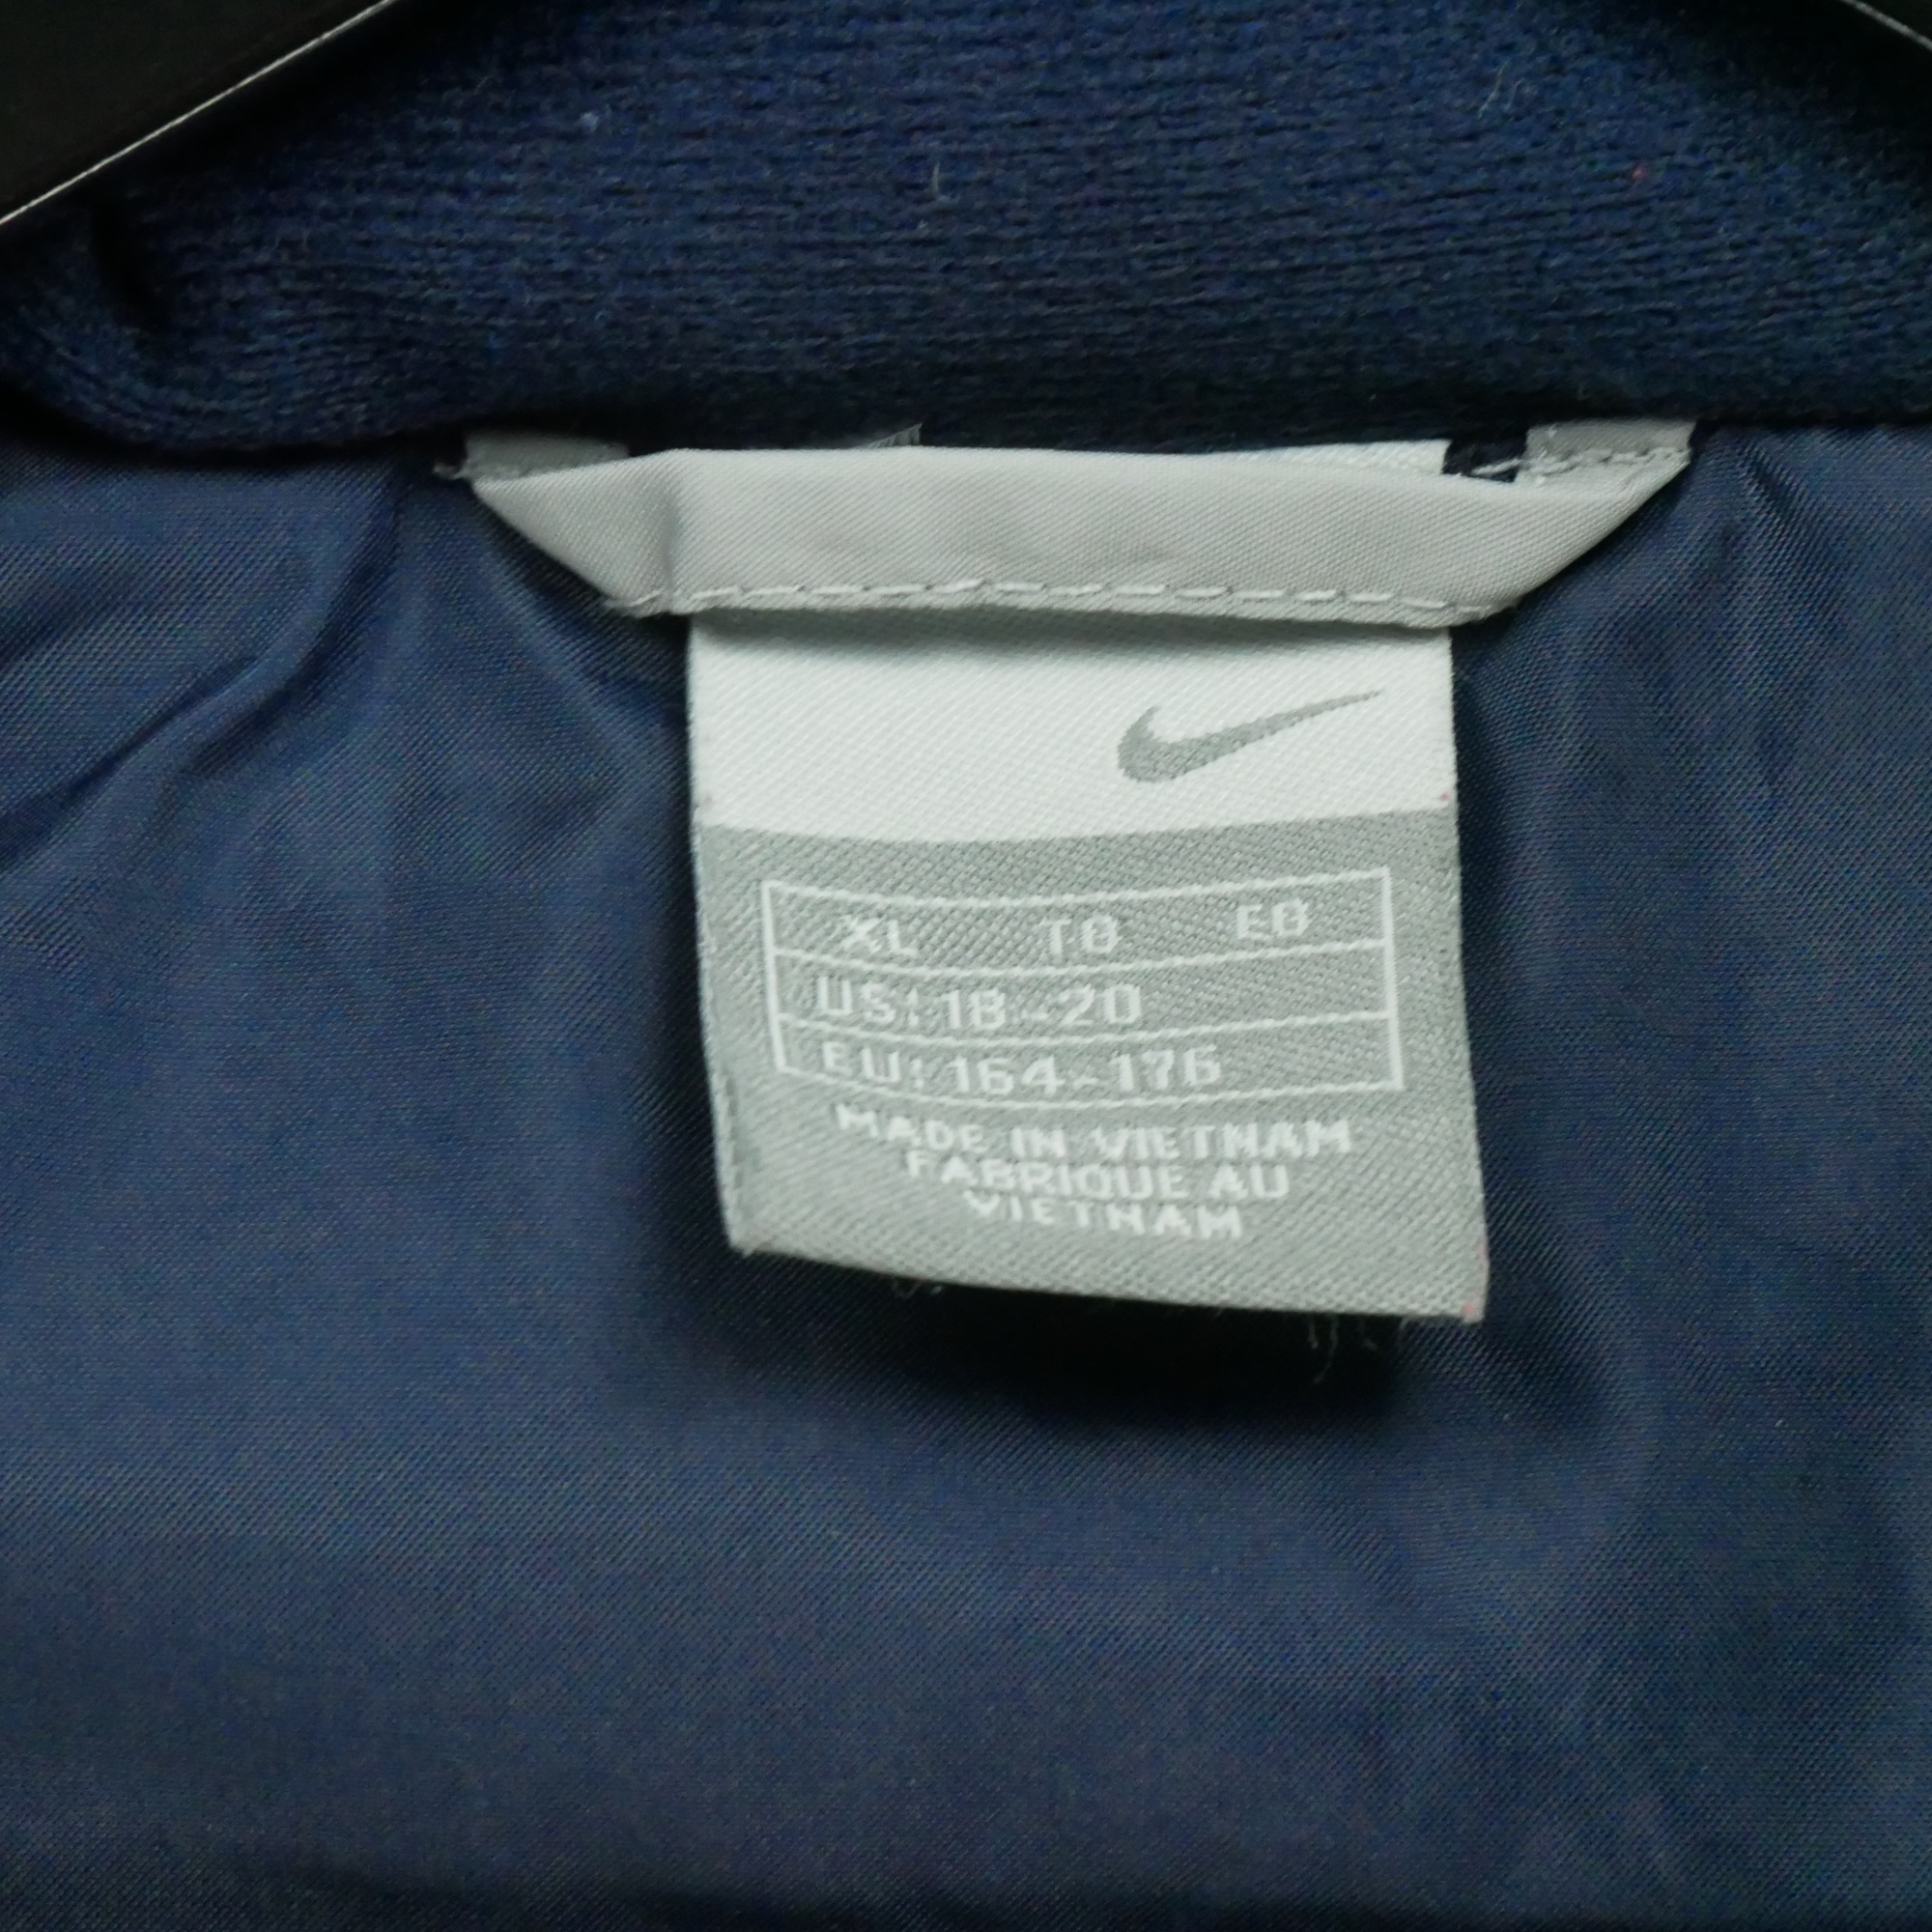 XL TG EG
US: 18-20
EU: 164-176
MADE IN VIETNAM
FABRIQUE AU
VIETNAM